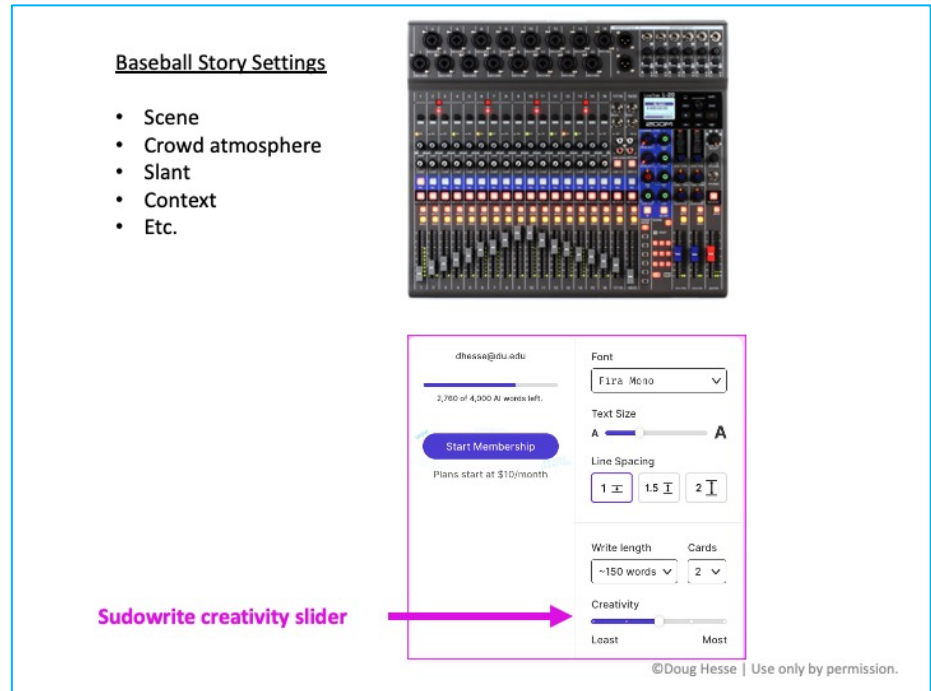 Baseball Story Settings
• Scene
• Crowd atmosphere
• Slant
• Context
• Etc.
ZOOM
dhesse@du.edu
2,760 of 4,000 AI words left.
Start Membership
Plans start at $10/month
Font
Fira Mono
Text Size
A A
Line Spacing
1 1.5 2
Write length Cards
~150 words 2
Creativity
Least Most
Sudowrite creativity slider
©Doug Hesse | Use only by permission.